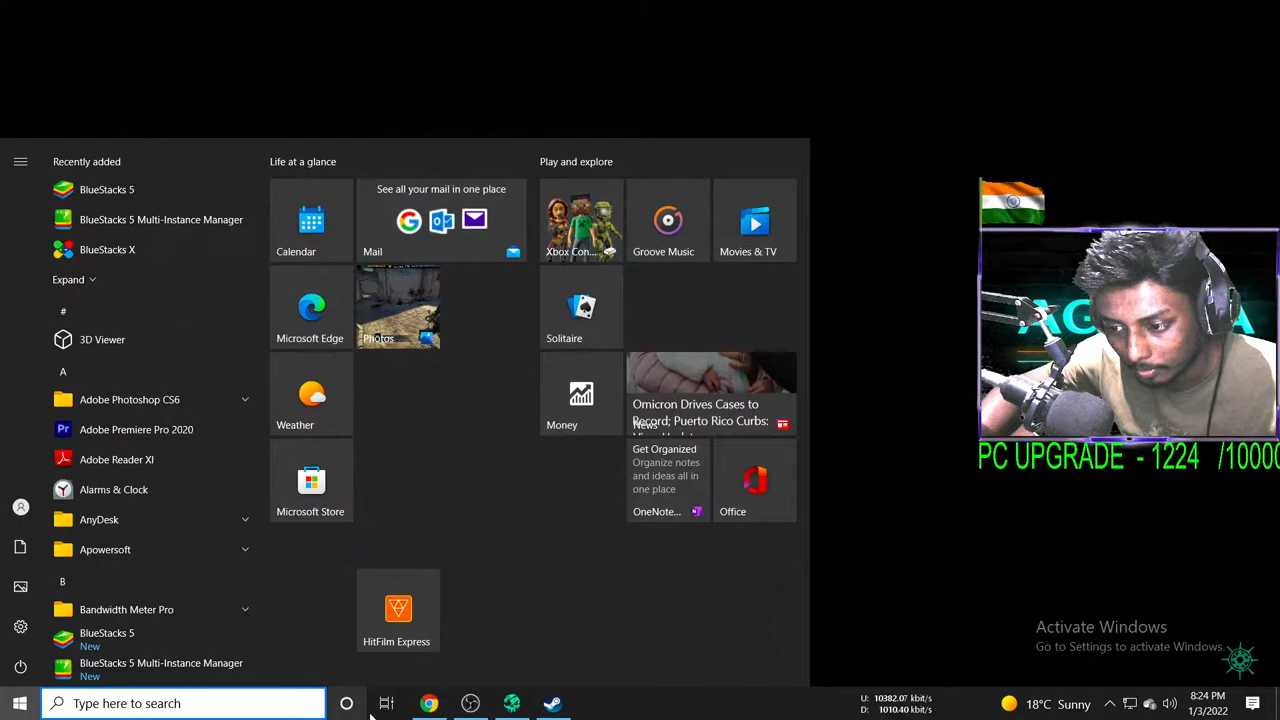 Recently added
BlueStacks 5
BlueStacks 5 Multi-Instance Manager
BlueStacks X
Expand
#
3D Viewer
A
Adobe Photoshop CS6
Adobe Premiere Pro 2020
Adobe Reader XI
Alarms & Clock
AnyDesk
Apowersoft
B
Bandwidth Meter Pro
BlueStacks 5
New
BlueStacks 5 Multi-Instance Manager
New
Life at a glance
Calendar
See all your mail in one place
Mail
Microsoft Edge
Photos
Weather
Microsoft Store
HitFilm Express
Play and explore
Xbox Con...
Groove Music
Movies & TV
Solitaire
Money
Omicron Drives Cases to
Record; Puerto Rico Curbs:
News
Get Organized
Organize notes
and ideas all in
one place
OneNote...
Office
PC UPGRADE - 1224 /10000
Activate Windows
Go to Settings to activate Windows.
Type here to search
U: 10382.07 kbit/s
D: 1010.40 kbit/s
18°C Sunny
8:24 PM
1/3/2022